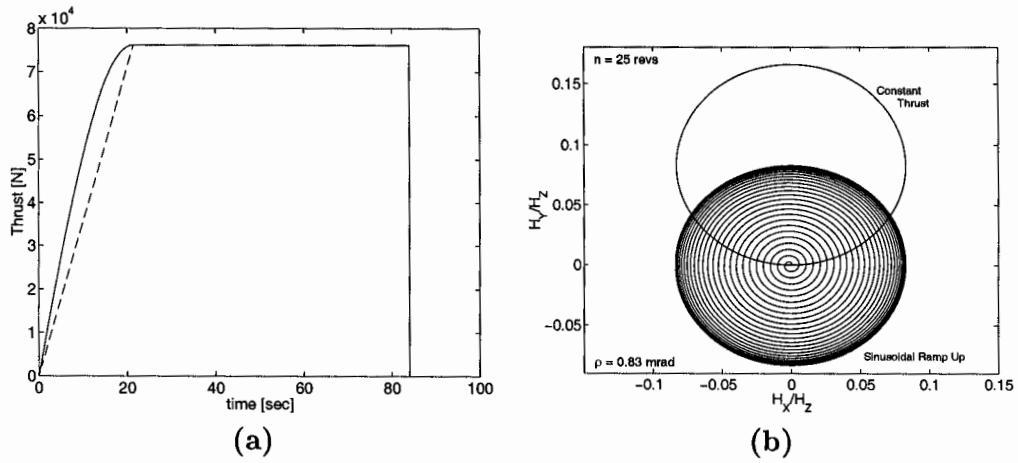 8 x 10⁴
7
6
5
4
3
2
1
0
Thrust [N]
0 20 40 60 80 100
time [sec]
(a)
n = 25 revs
Constant
Thrust
0.15
0.1
0.05
0
−0.05
H_Y/H_Z
ρ = 0.83 mrad
Sinusoidal Ramp Up
−0.1 −0.05 0 0.05 0.1 0.15
H_X/H_Z
(b)